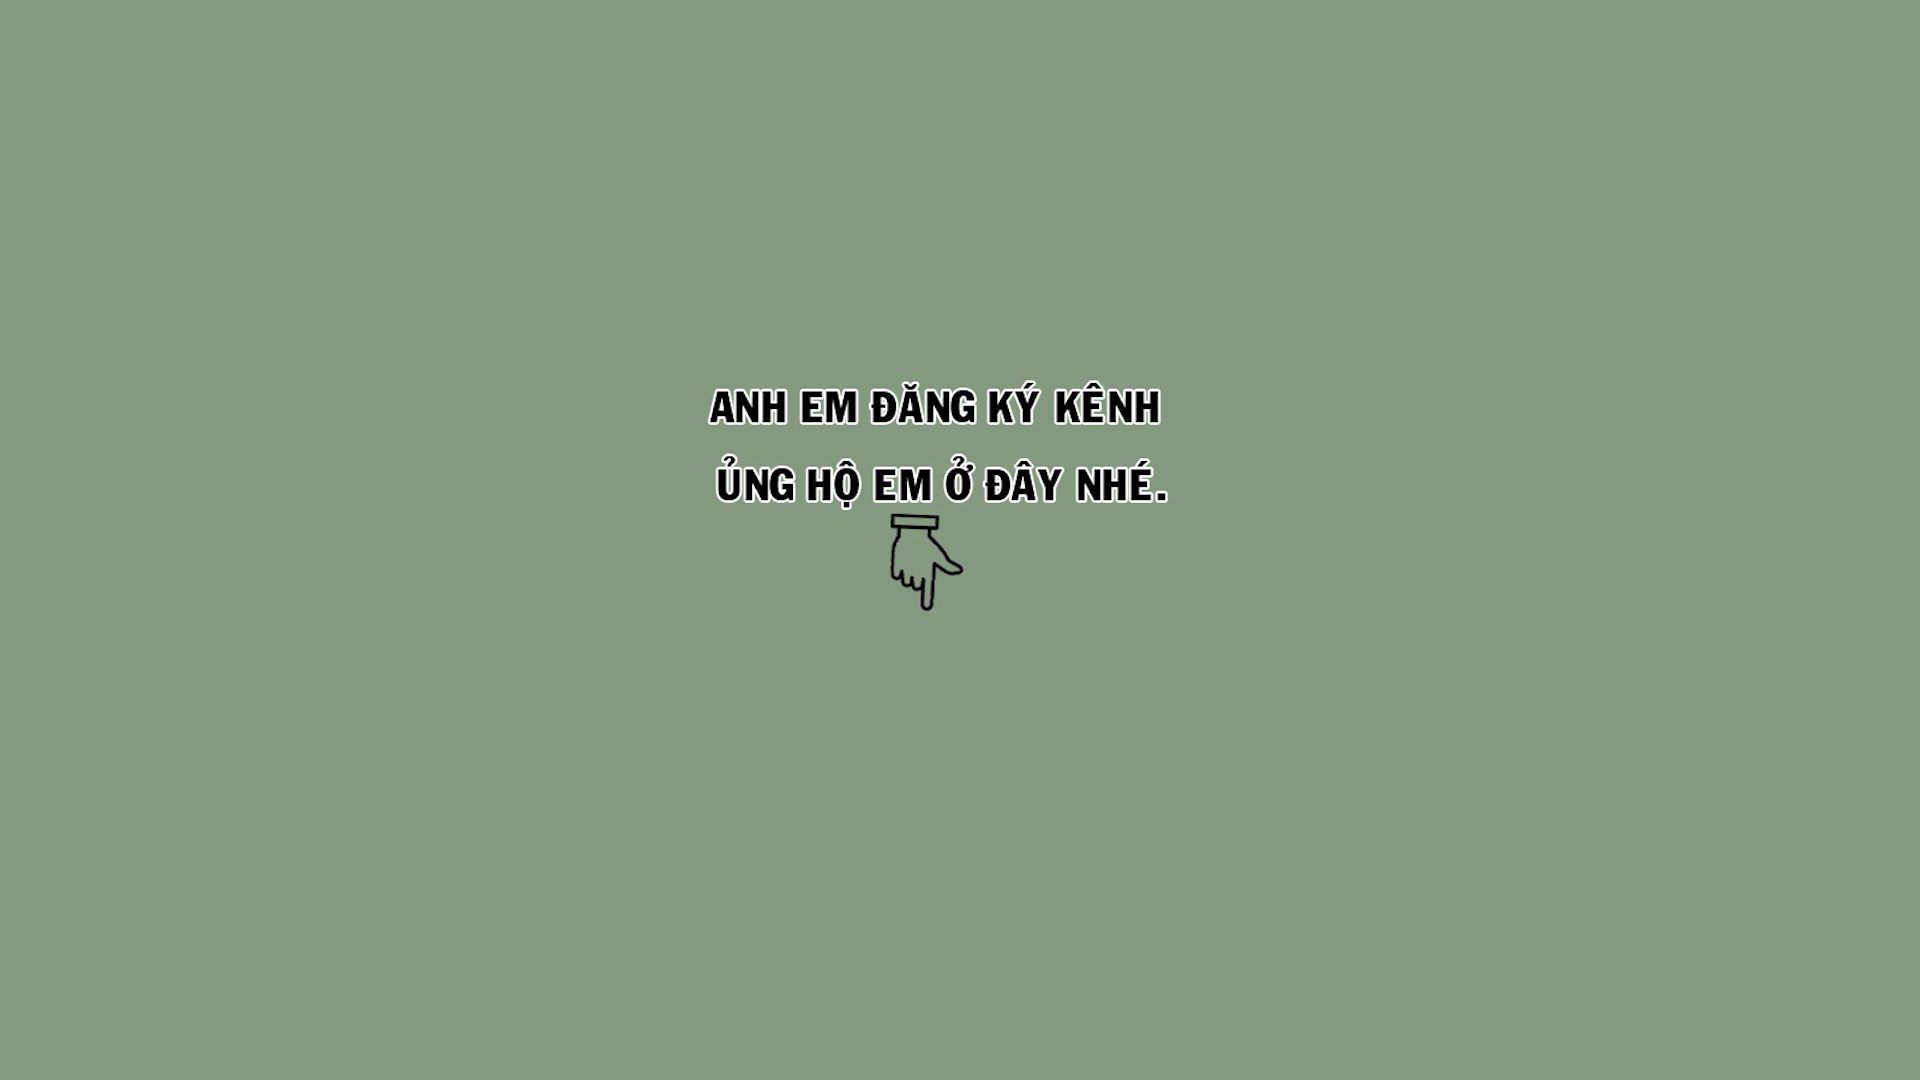 ANH EM ĐĂNG KÝ KÊNH
ỦNG HỘ EM Ở ĐÂY NHÉ.